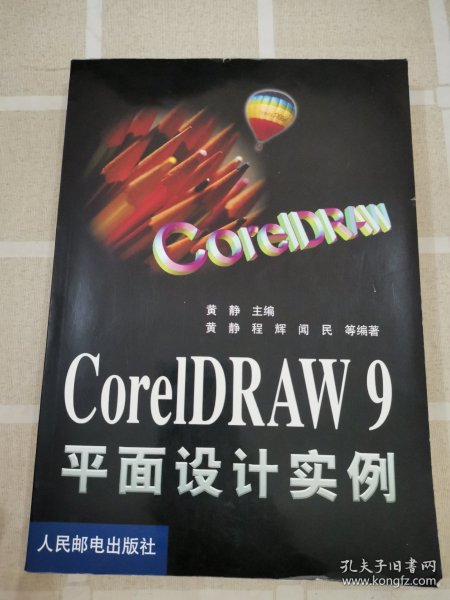 CorelDRAW
黄 静 主编
黄 静 程 辉 闻 民 等编著
CorelDRAW 9
平面设计实例
人民邮电出版社
孔夫子旧书网
www.kongfz.com